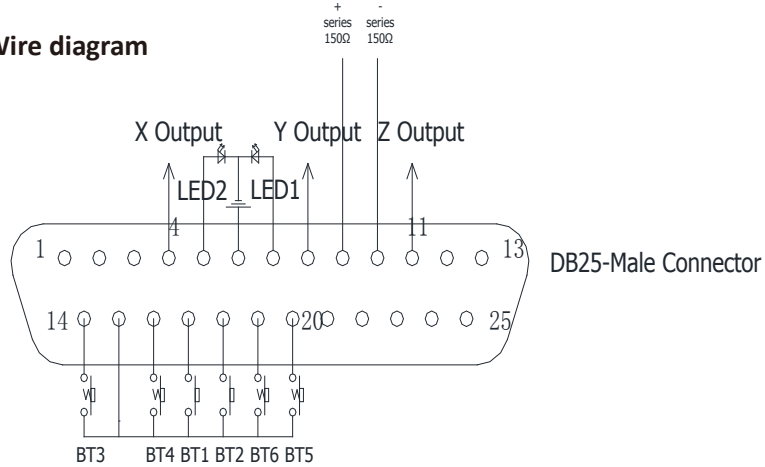 + -
series series
150Ω 150Ω
Wire diagram
X Output Y Output Z Output
LED2 LED1
4 11
1 13
DB25-Male Connector
14 20 25
W W W W
BT3 BT4 BT1 BT2 BT6 BT5